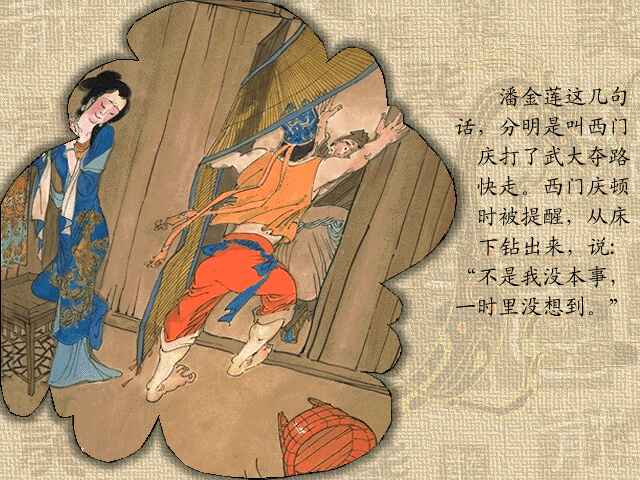 潘金莲这几句
话，分明是叫西门
庆打了武大夺路
快走。西门庆顿
时被提醒，从床
下钻出来，说：
“不是我没本事，
一时里没想到。”